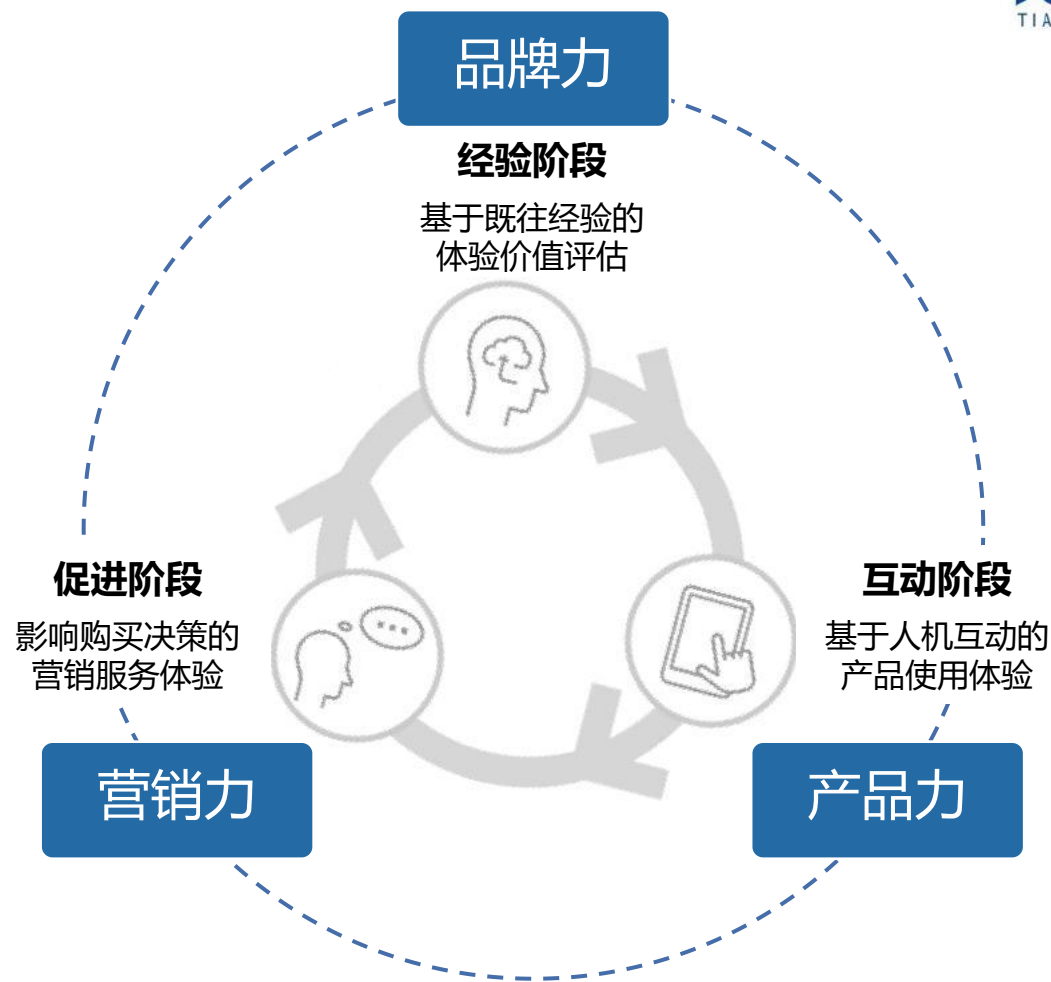 品牌力
经验阶段
基于既往经验的
体验价值评估
促进阶段
影响购买决策的
营销服务体验
互动阶段
基于人机互动的
产品使用体验
营销力
产品力